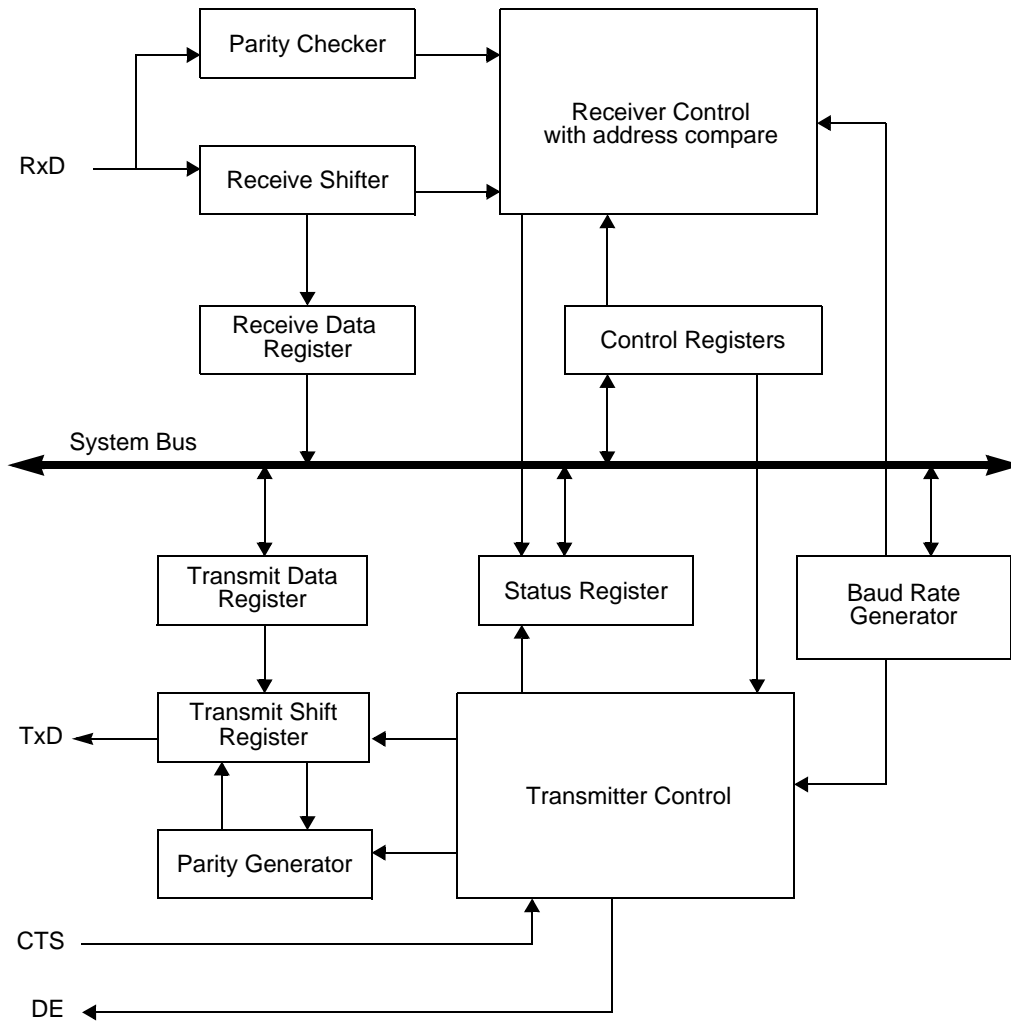 Parity Checker
Receiver Control
with address compare
RxD
Receive Shifter
Receive Data
Register
Control Registers
System Bus
Transmit Data
Register
Status Register
Baud Rate
Generator
TxD
Transmit Shift
Register
Transmitter Control
Parity Generator
CTS
DE